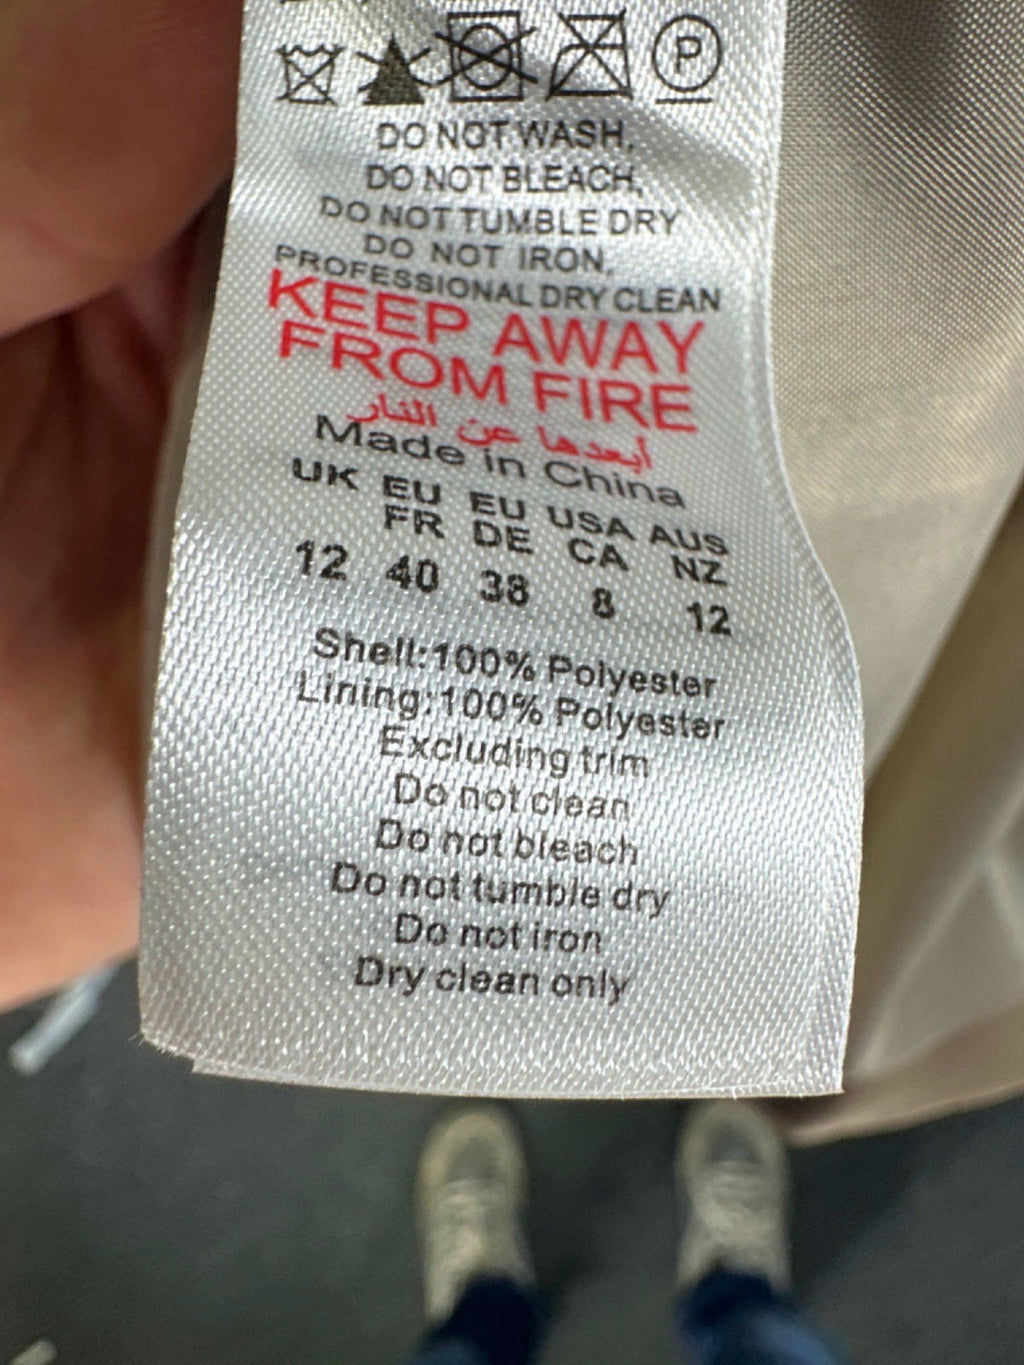 P
DO NOT WASH,
DO NOT BLEACH,
DO NOT TUMBLE DRY
DO NOT IRON,
PROFESSIONAL DRY CLEAN
KEEP AWAY
FROM FIRE
أبعدها عن النار
Made in China
UK EU EU USA AUS
FR DE CA NZ
12 40 38 8 12
Shell:100% Polyester
Lining:100% Polyester
Excluding trim
Do not clean
Do not bleach
Do not tumble dry
Do not iron
Dry clean only